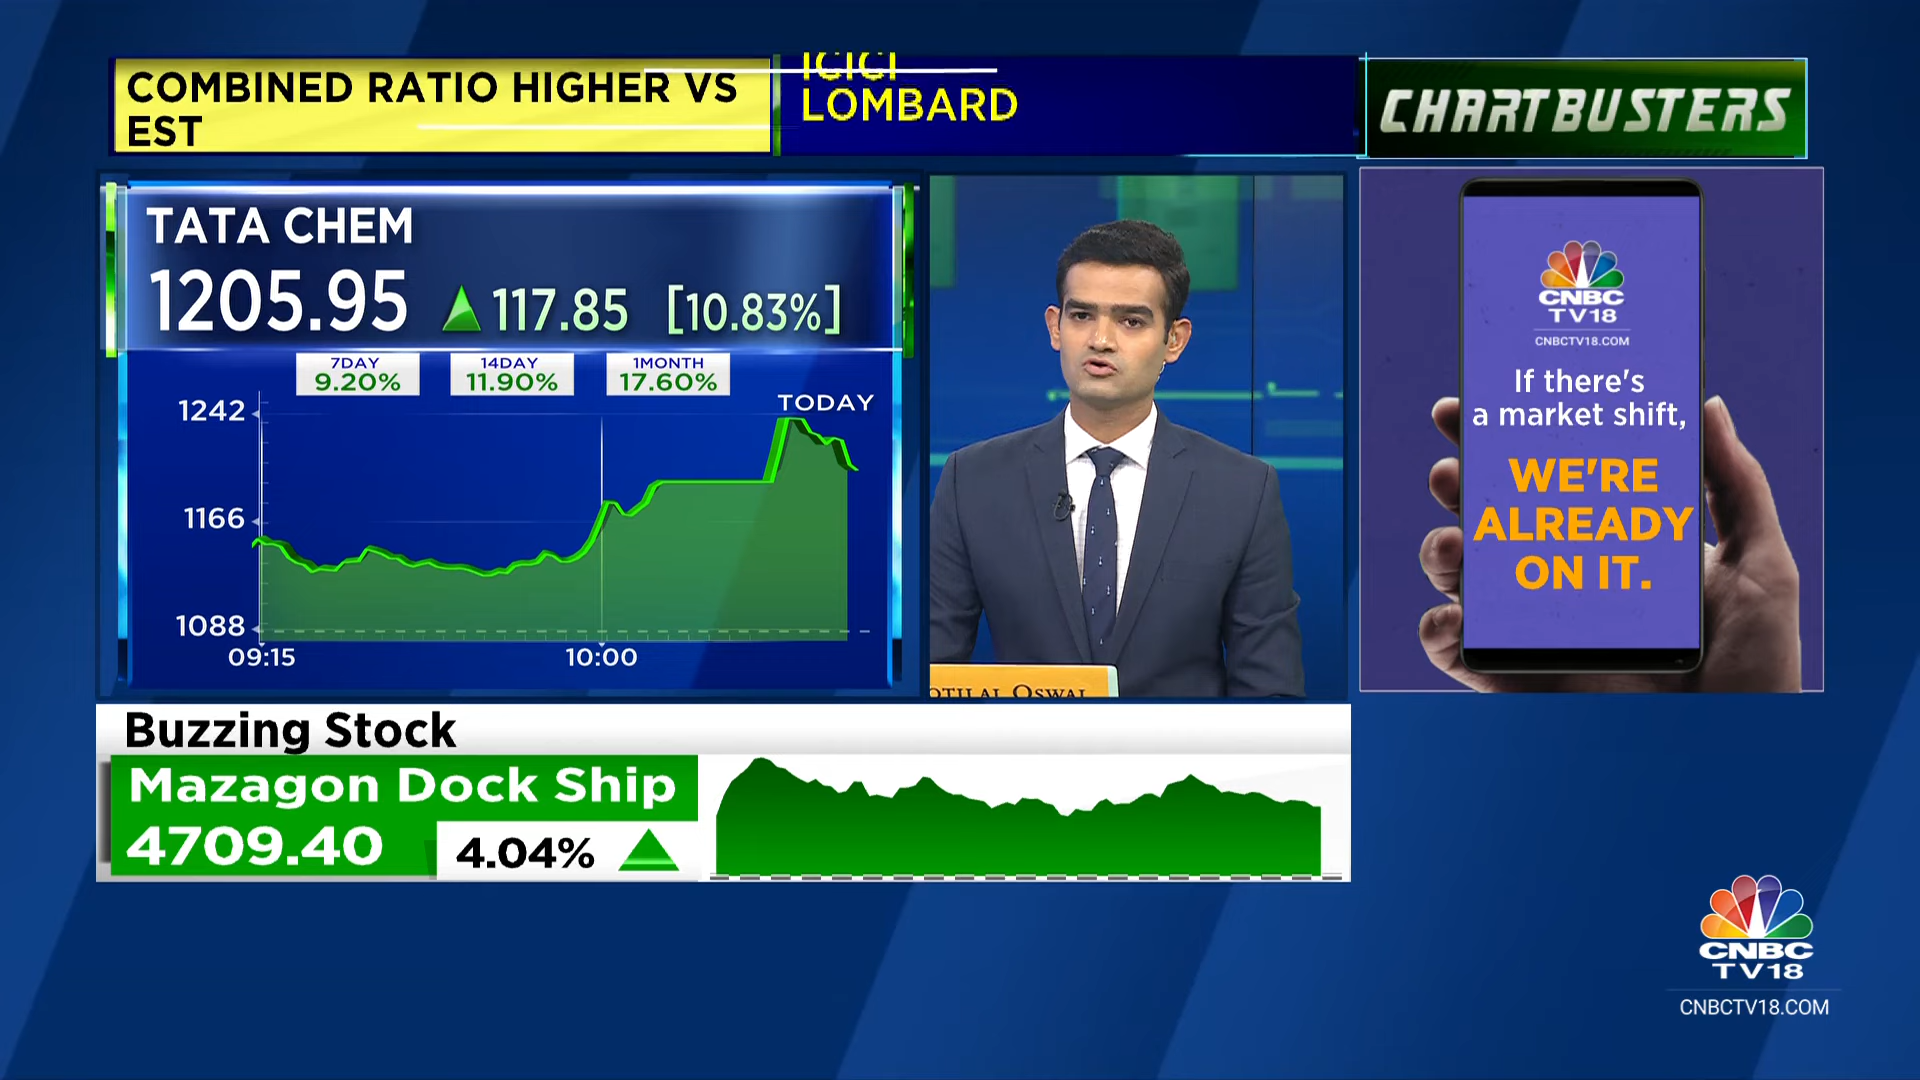 COMBINED RATIO HIGHER VS
EST
ICICI
LOMBARD
CHARTBUSTERS
TATA CHEM
1205.95 117.85 [10.83%]
7DAY
9.20%
14DAY
11.90%
1MONTH
17.60%
TODAY
1242
1166
1088
09:15 10:00
OTILAL OSWAL
CNBC
TV18
CNBCTV18.COM
If there's
a market shift,
WE'RE
ALREADY
ON IT.
Buzzing Stock
Mazagon Dock Ship
4709.40 4.04%
CNBC
TV18
CNBCTV18.COM